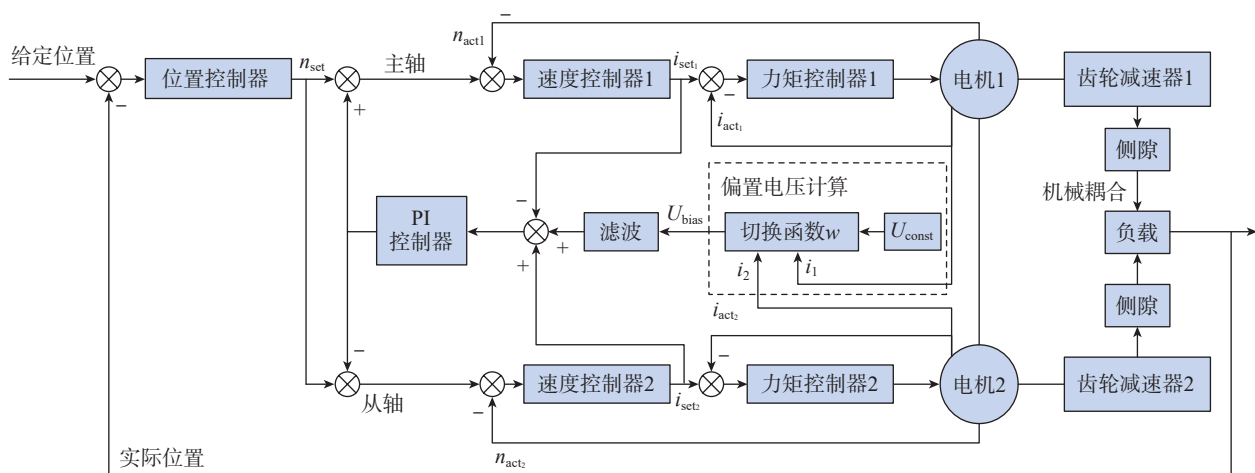 给定位置
−
位置控制器
n_set
+
主轴
n_act1
−
速度控制器1
i_set₁
−
力矩控制器1
i_act₁
电机1
齿轮减速器1
侧隙
机械耦合
偏置电压计算
PI
控制器
−
+
+
滤波
U_bias
切换函数w
U_const
i₂
i₁
负载
侧隙
i_act₂
−
从轴
−
速度控制器2
i_set₂
−
力矩控制器2
电机2
齿轮减速器2
实际位置
n_act₂